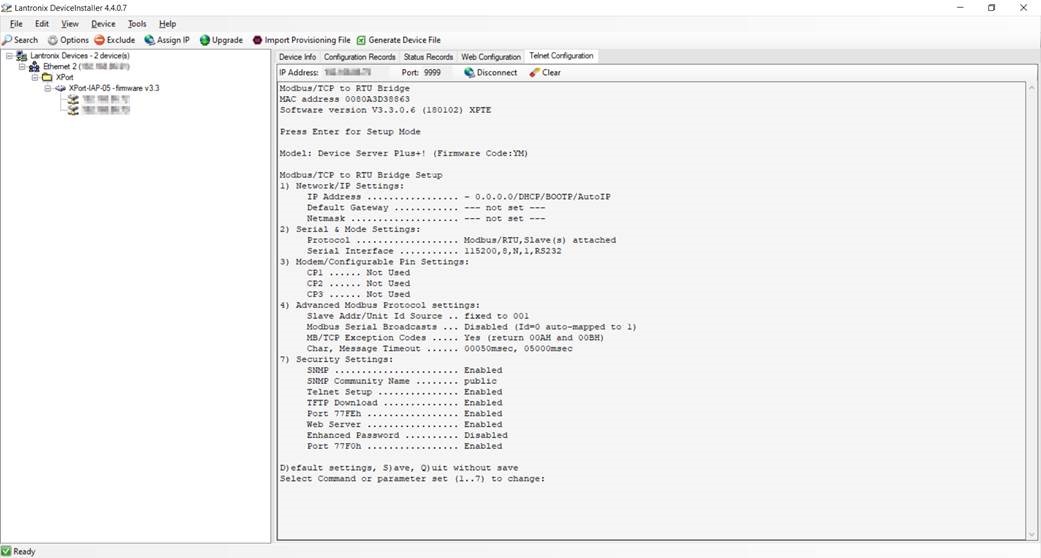 Lantronix DeviceInstaller 4.4.0.7
File Edit View Device Tools Help
Search Options Exclude Assign IP Upgrade Import Provisioning File Generate Device File
Lantronix Devices - 2 device(s)
Ethernet 2 (
XPort
XPort-IAP-05 - firmware v3.3
Device Info Configuration Records Status Records Web Configuration Telnet Configuration
IP Address: Port: 9999 Disconnect Clear
Modbus/TCP to RTU Bridge
MAC address 0080A3D38863
Software version V3.3.0.6 (180102) XPTE
Press Enter for Setup Mode
Model: Device Server Plus+! (Firmware Code:YM)
Modbus/TCP to RTU Bridge Setup
1) Network/IP Settings:
IP Address ................. - 0.0.0.0/DHCP/BOOTP/AutoIP
Default Gateway ............ --- not set ---
Netmask .................... --- not set ---
2) Serial & Mode Settings:
Protocol ................... Modbus/RTU,Slave(s) attached
Serial Interface ........... 115200,8,N,1,RS232
3) Modem/Configurable Pin Settings:
CP1 ...... Not Used
CP2 ...... Not Used
CP3 ...... Not Used
4) Advanced Modbus Protocol settings:
Slave Addr/Unit Id Source .. fixed to 001
Modbus Serial Broadcasts ... Disabled (Id=0 auto-mapped to 1)
MB/TCP Exception Codes ..... Yes (return 00AH and 00BH)
Char, Message Timeout ...... 00050msec, 05000msec
7) Security Settings:
SNMP ....................... Enabled
SNMP Community Name ........ public
Telnet Setup ............... Enabled
TFTP Download .............. Enabled
Port 77FEh ................. Enabled
Web Server ................. Enabled
Enhanced Password .......... Disabled
Port 77F0h ................. Enabled
D)efault settings, S)ave, Q)uit without save
Select Command or parameter set (1..7) to change:
Ready